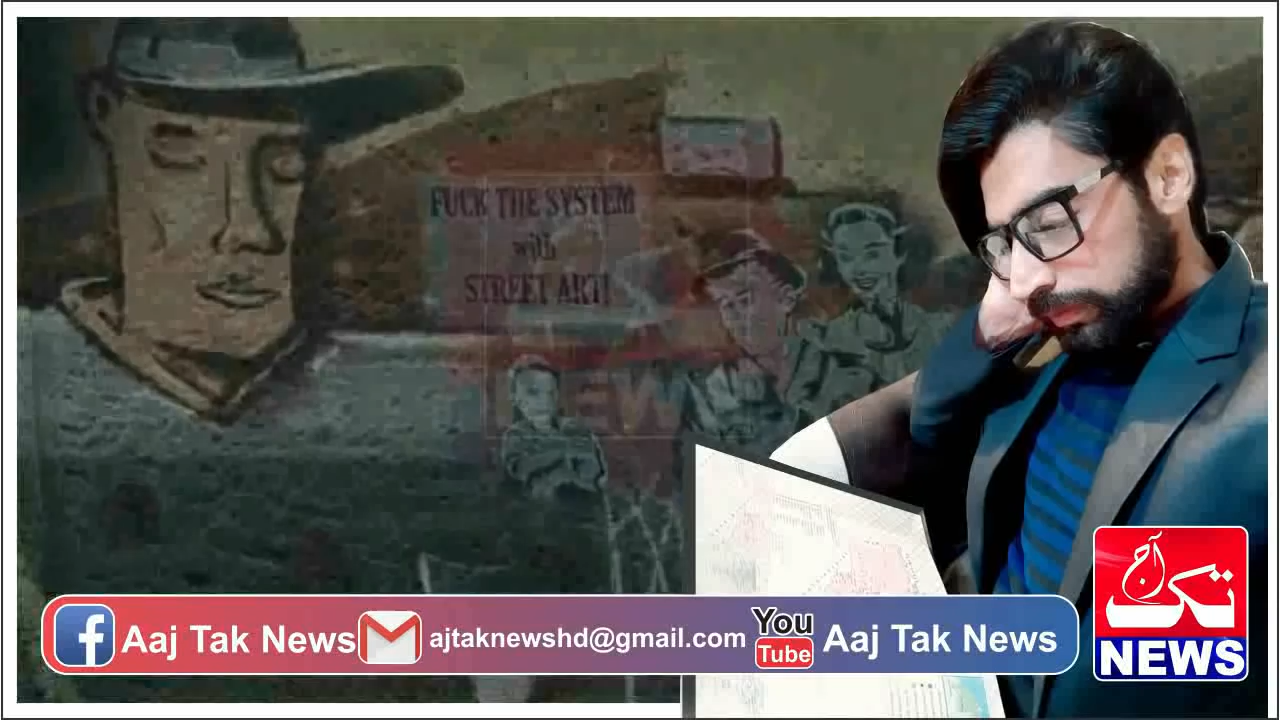 FUCK THE SYSTEM
with
STREET ART!
NEW
Aaj Tak News
ajtaknewshd@gmail.com
You
Tube
Aaj Tak News
آج
تک
NEWS